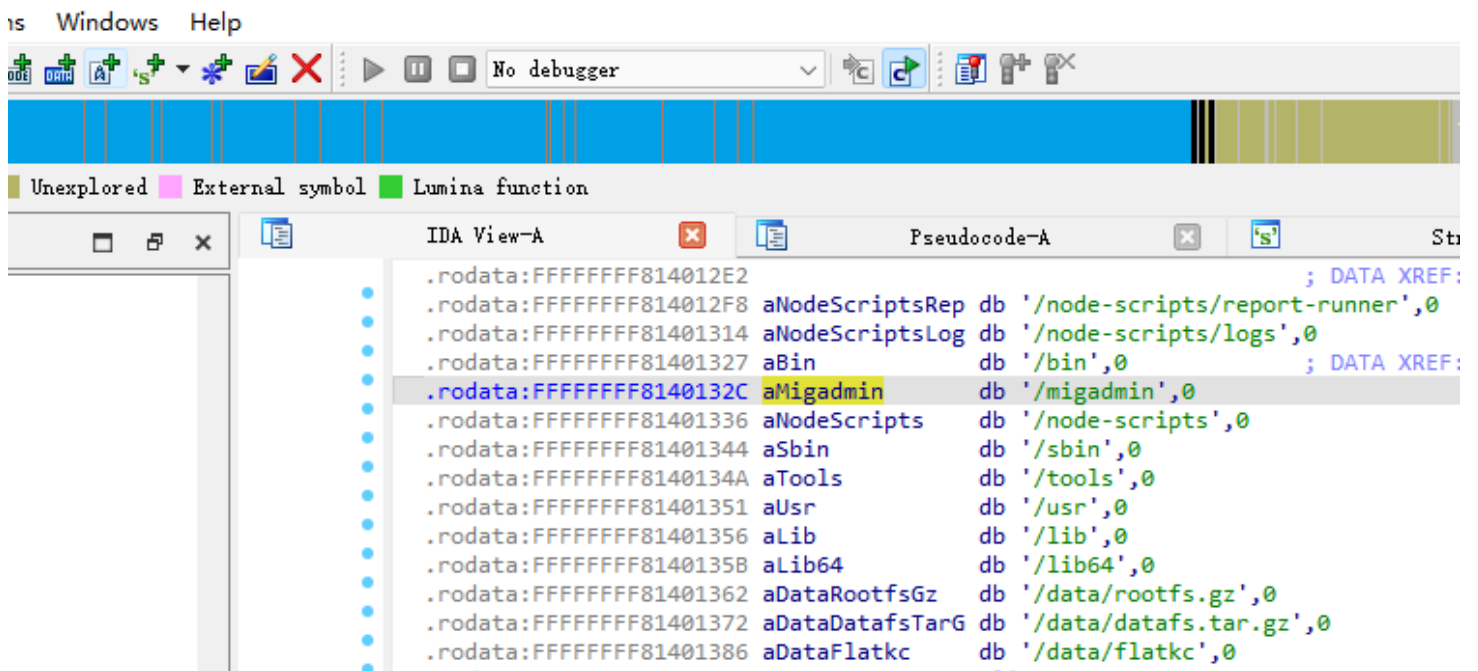 Windows Help
No debugger
Unexplored External symbol Lumina function
IDA View-A Pseudocode-A
.rodata:FFFFFFFF814012E2 ; DATA XREF:
.rodata:FFFFFFFF814012F8 aNodeScriptsRep db '/node-scripts/report-runner',0
.rodata:FFFFFFFF81401314 aNodeScriptsLog db '/node-scripts/logs',0
.rodata:FFFFFFFF81401327 aBin db '/bin',0 ; DATA XREF:
.rodata:FFFFFFFF8140132C aMigadmin db '/migadmin',0
.rodata:FFFFFFFF81401336 aNodeScripts db '/node-scripts',0
.rodata:FFFFFFFF81401344 aSbin db '/sbin',0
.rodata:FFFFFFFF8140134A aTools db '/tools',0
.rodata:FFFFFFFF81401351 aUsr db '/usr',0
.rodata:FFFFFFFF81401356 aLib db '/lib',0
.rodata:FFFFFFFF8140135B aLib64 db '/lib64',0
.rodata:FFFFFFFF81401362 aDataRootfsGz db '/data/rootfs.gz',0
.rodata:FFFFFFFF81401372 aDataDatafsTarG db '/data/datafs.tar.gz',0
.rodata:FFFFFFFF81401386 aDataFlatkc db '/data/flatkc',0